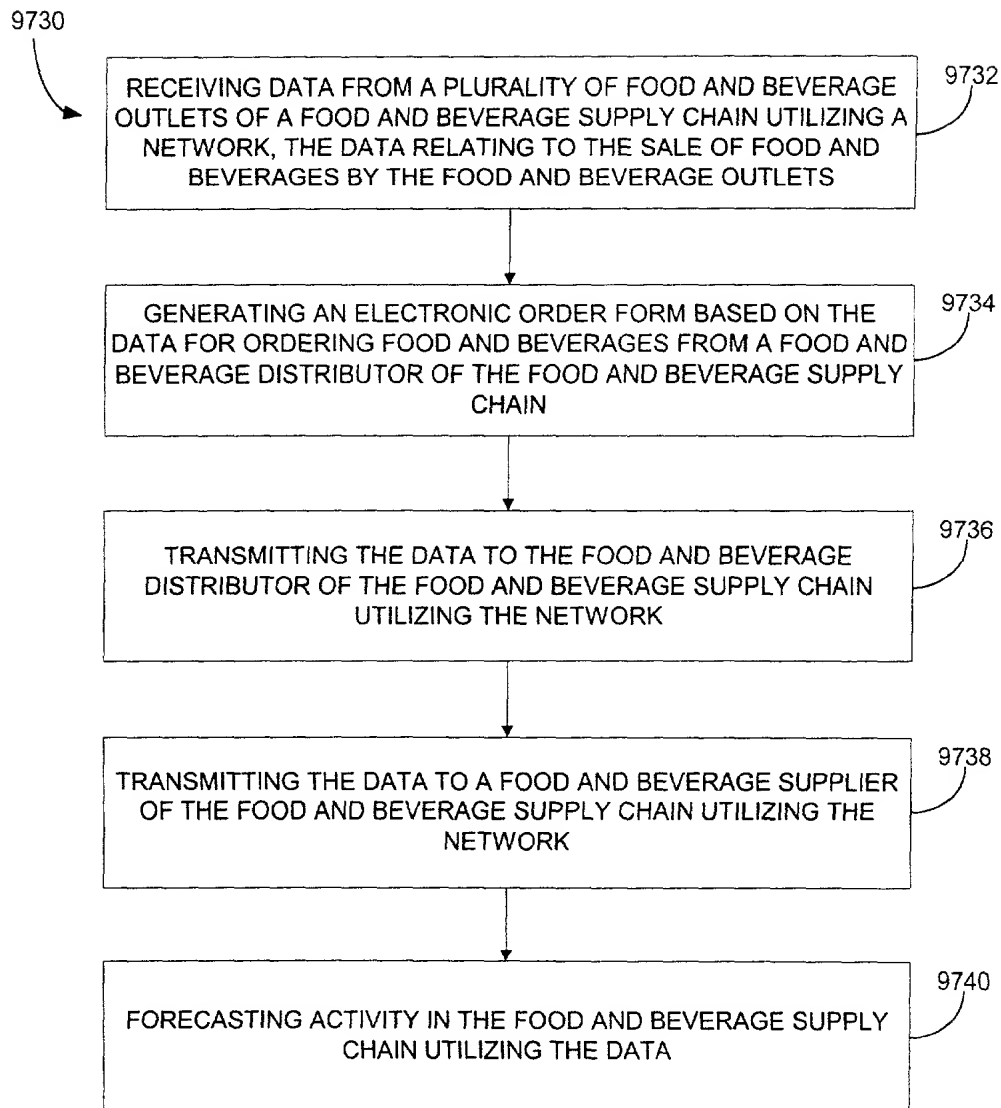 9730
RECEIVING DATA FROM A PLURALITY OF FOOD AND BEVERAGE
OUTLETS OF A FOOD AND BEVERAGE SUPPLY CHAIN UTILIZING A
NETWORK, THE DATA RELATING TO THE SALE OF FOOD AND
BEVERAGES BY THE FOOD AND BEVERAGE OUTLETS
9732
GENERATING AN ELECTRONIC ORDER FORM BASED ON THE
DATA FOR ORDERING FOOD AND BEVERAGES FROM A FOOD AND
BEVERAGE DISTRIBUTOR OF THE FOOD AND BEVERAGE SUPPLY
CHAIN
9734
TRANSMITTING THE DATA TO THE FOOD AND BEVERAGE
DISTRIBUTOR OF THE FOOD AND BEVERAGE SUPPLY CHAIN
UTILIZING THE NETWORK
9736
TRANSMITTING THE DATA TO A FOOD AND BEVERAGE SUPPLIER
OF THE FOOD AND BEVERAGE SUPPLY CHAIN UTILIZING THE
NETWORK
9738
FORECASTING ACTIVITY IN THE FOOD AND BEVERAGE SUPPLY
CHAIN UTILIZING THE DATA
9740